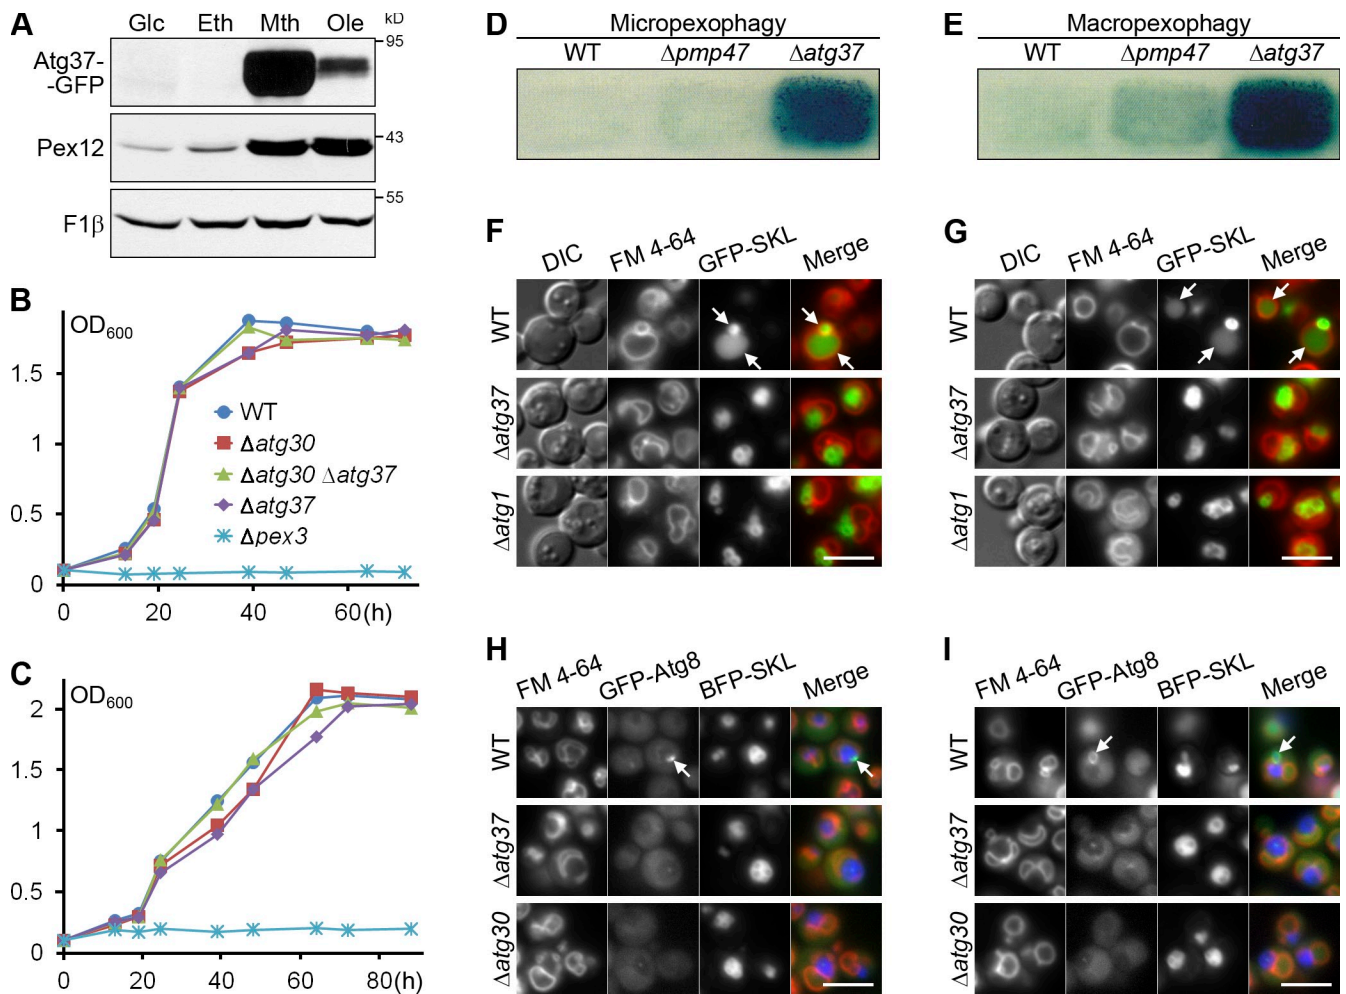 A
Glc Eth Mth Ole kD
95
Atg37-
-GFP
Pex12
43
55
F1β
B
OD600
1.5
1
0.5
0
WT
Δatg30
Δatg30 Δatg37
Δatg37
Δpex3
0 20 40 60(h)
C
OD600
2
1.5
1
0.5
0
0 20 40 60 80(h)
D
Micropexophagy
WT Δpmp47 Δatg37
E
Macropexophagy
WT Δpmp47 Δatg37
F
DIC FM 4-64 GFP-SKL Merge
WT
Δatg37
Δatg1
G
DIC FM 4-64 GFP-SKL Merge
WT
Δatg37
Δatg1
H
FM 4-64 GFP-Atg8 BFP-SKL Merge
WT
Δatg37
Δatg30
I
FM 4-64 GFP-Atg8 BFP-SKL Merge
WT
Δatg37
Δatg30